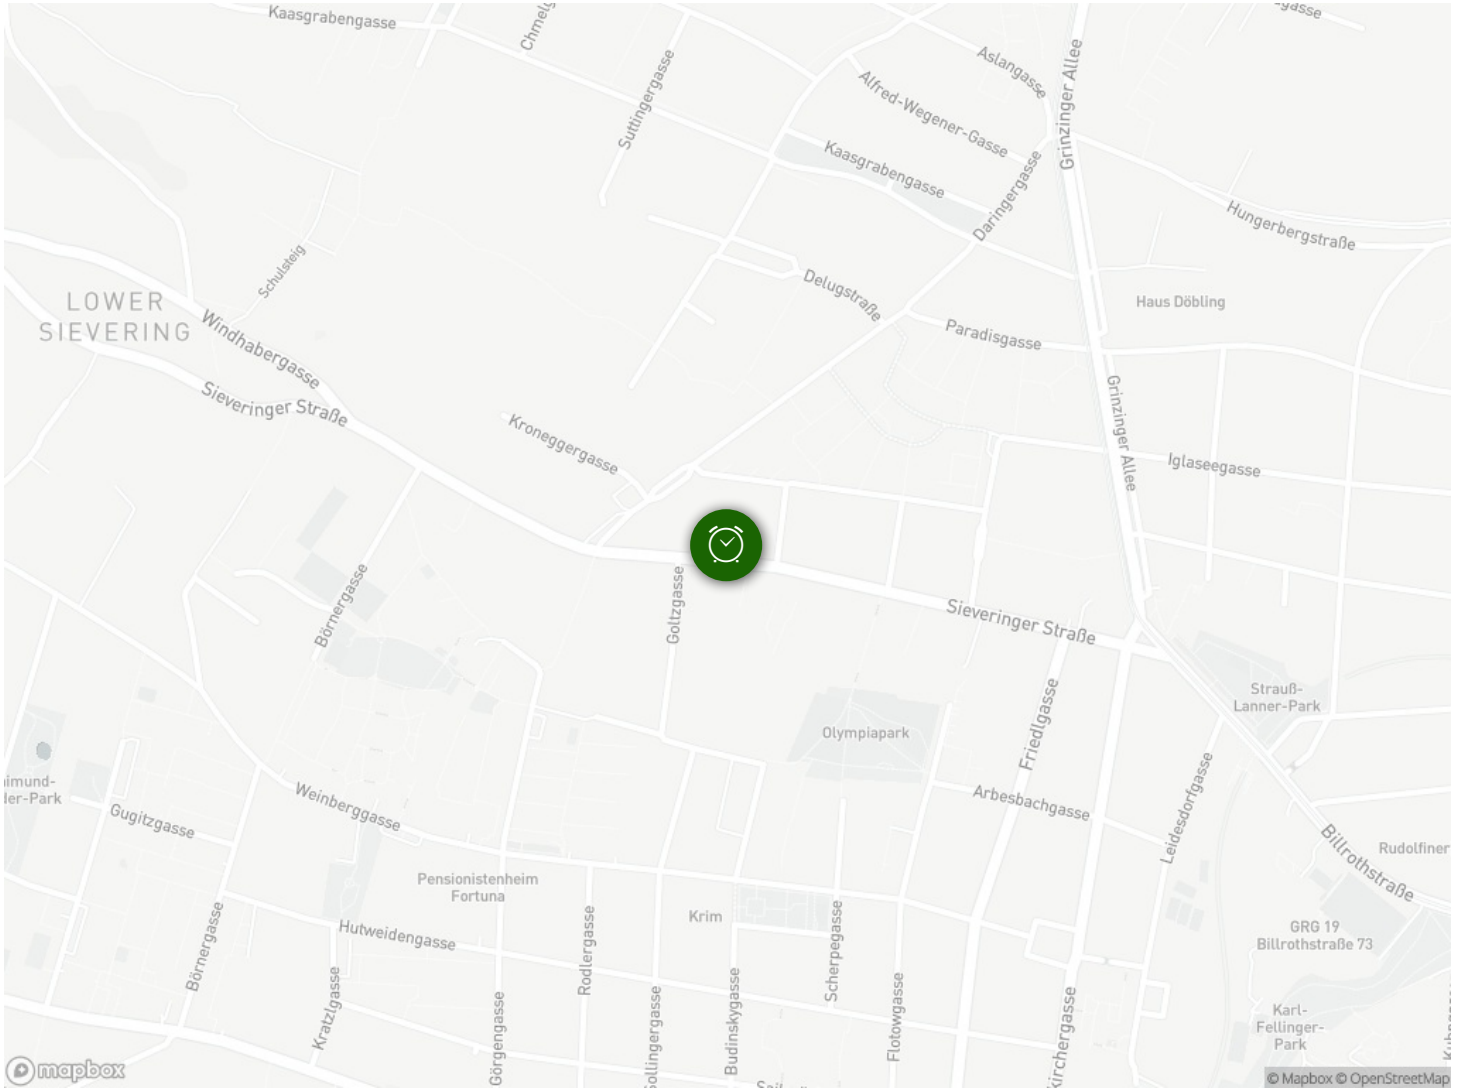 Kaasgrabengasse
Suttingergasse
Aslangasse
Alfred-Wegener-Gasse
Grinzinger Allee
Kaasgrabengasse
Daringergasse
Hungerbergstraße
Schulsteig
LOWER
SIEVERING
Windhabergasse
Delugstraße
Haus Döbling
Paradisgasse
Sieveringer Straße
Kroneggergasse
Grinzinger Allee
Iglaseegasse
Börnergasse
Goltzgasse
Sieveringer Straße
Strauß-
Lanner-Park
Olympiapark
Friedlgasse
Weinberggasse
Gugitzgasse
Arbesbachgasse
Leidesdorfgasse
Billrothstraße
Rudolfiner
Pensionistenheim
Fortuna
Krim
Hutweidengasse
Börnergasse
Rodlergasse
Scherpegasse
GRG 19
Billrothstraße 73
Kratzlgasse
Görgengasse
Budinskygasse
Flotowgasse
Karl-
Fellinger-
Park
mapbox
© Mapbox © OpenStreetMap